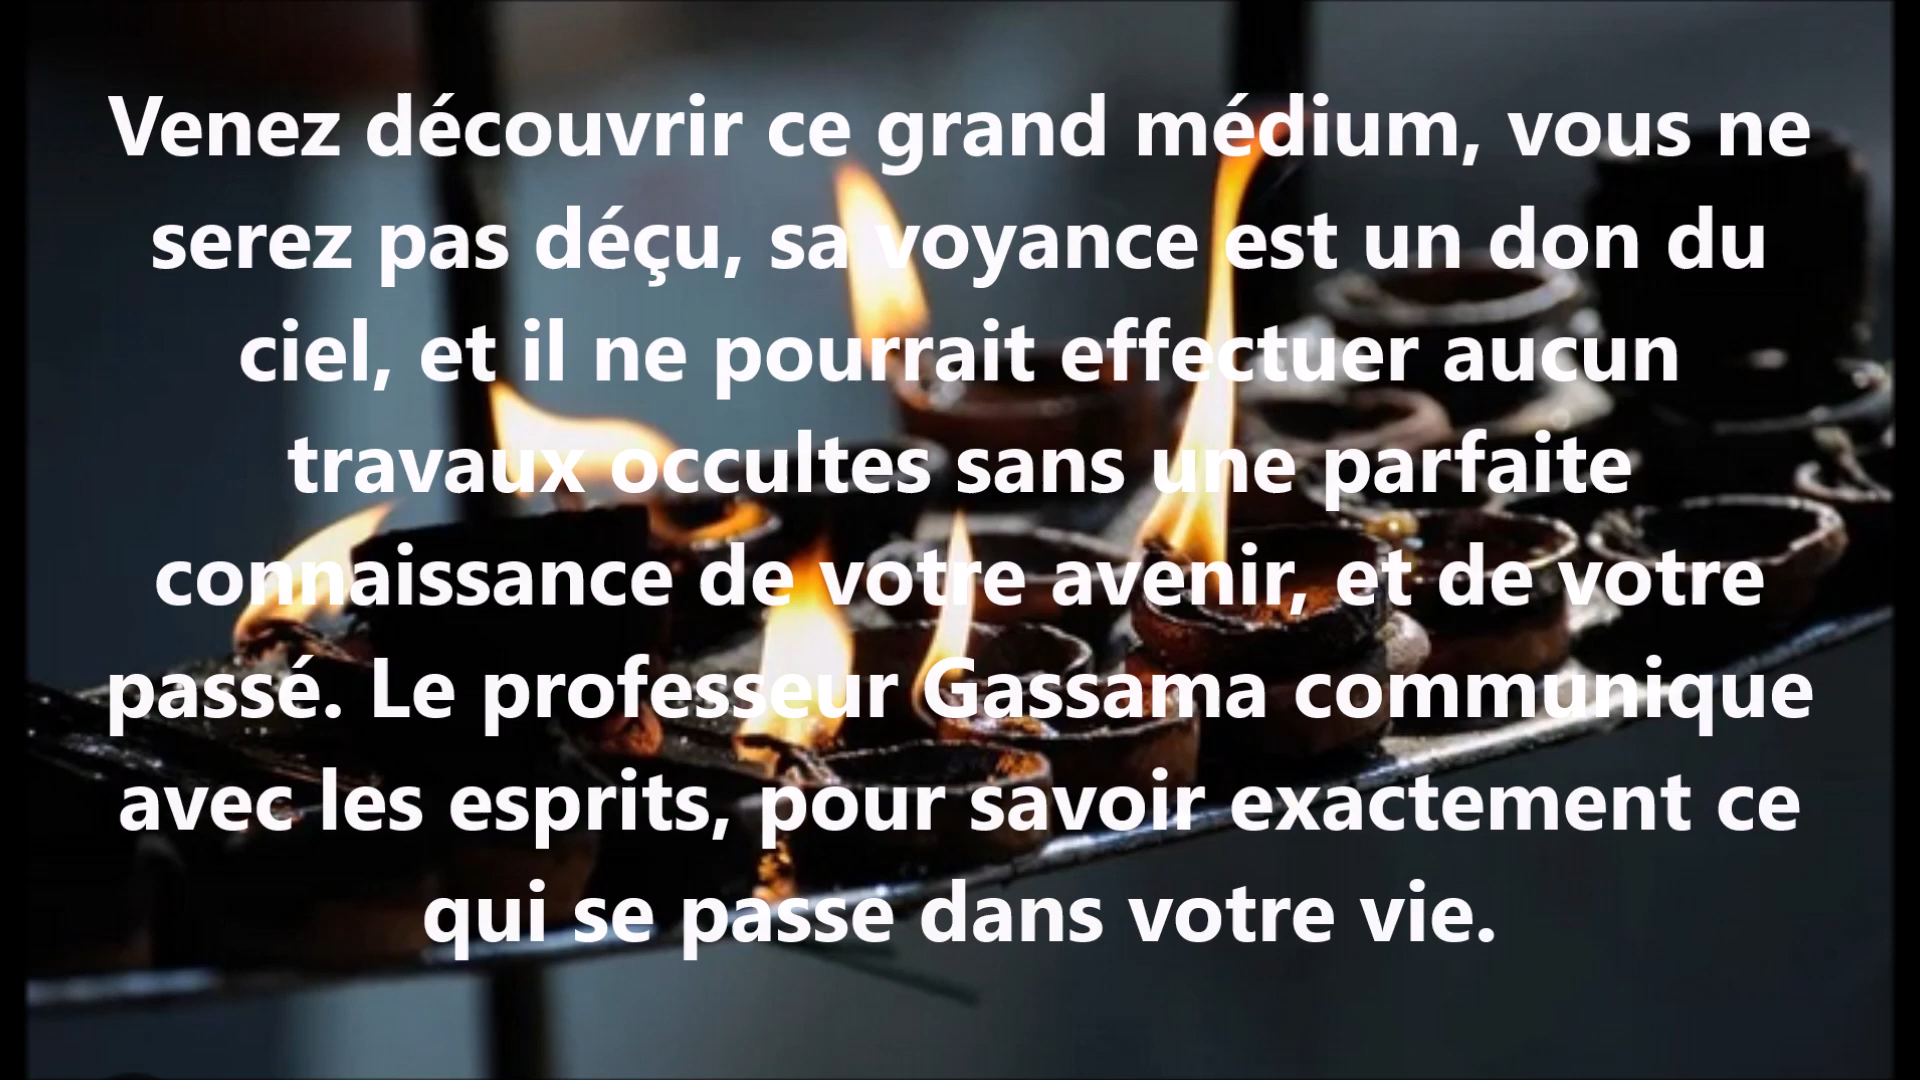 Venez découvrir ce grand médium, vous ne
serez pas déçu, sa voyance est un don du
ciel, et il ne pourrait effectuer aucun
travaux occultes sans une parfaite
connaissance de votre avenir, et de votre
passé. Le professeur Gassama communique
avec les esprits, pour savoir exactement ce
qui se passe dans votre vie.